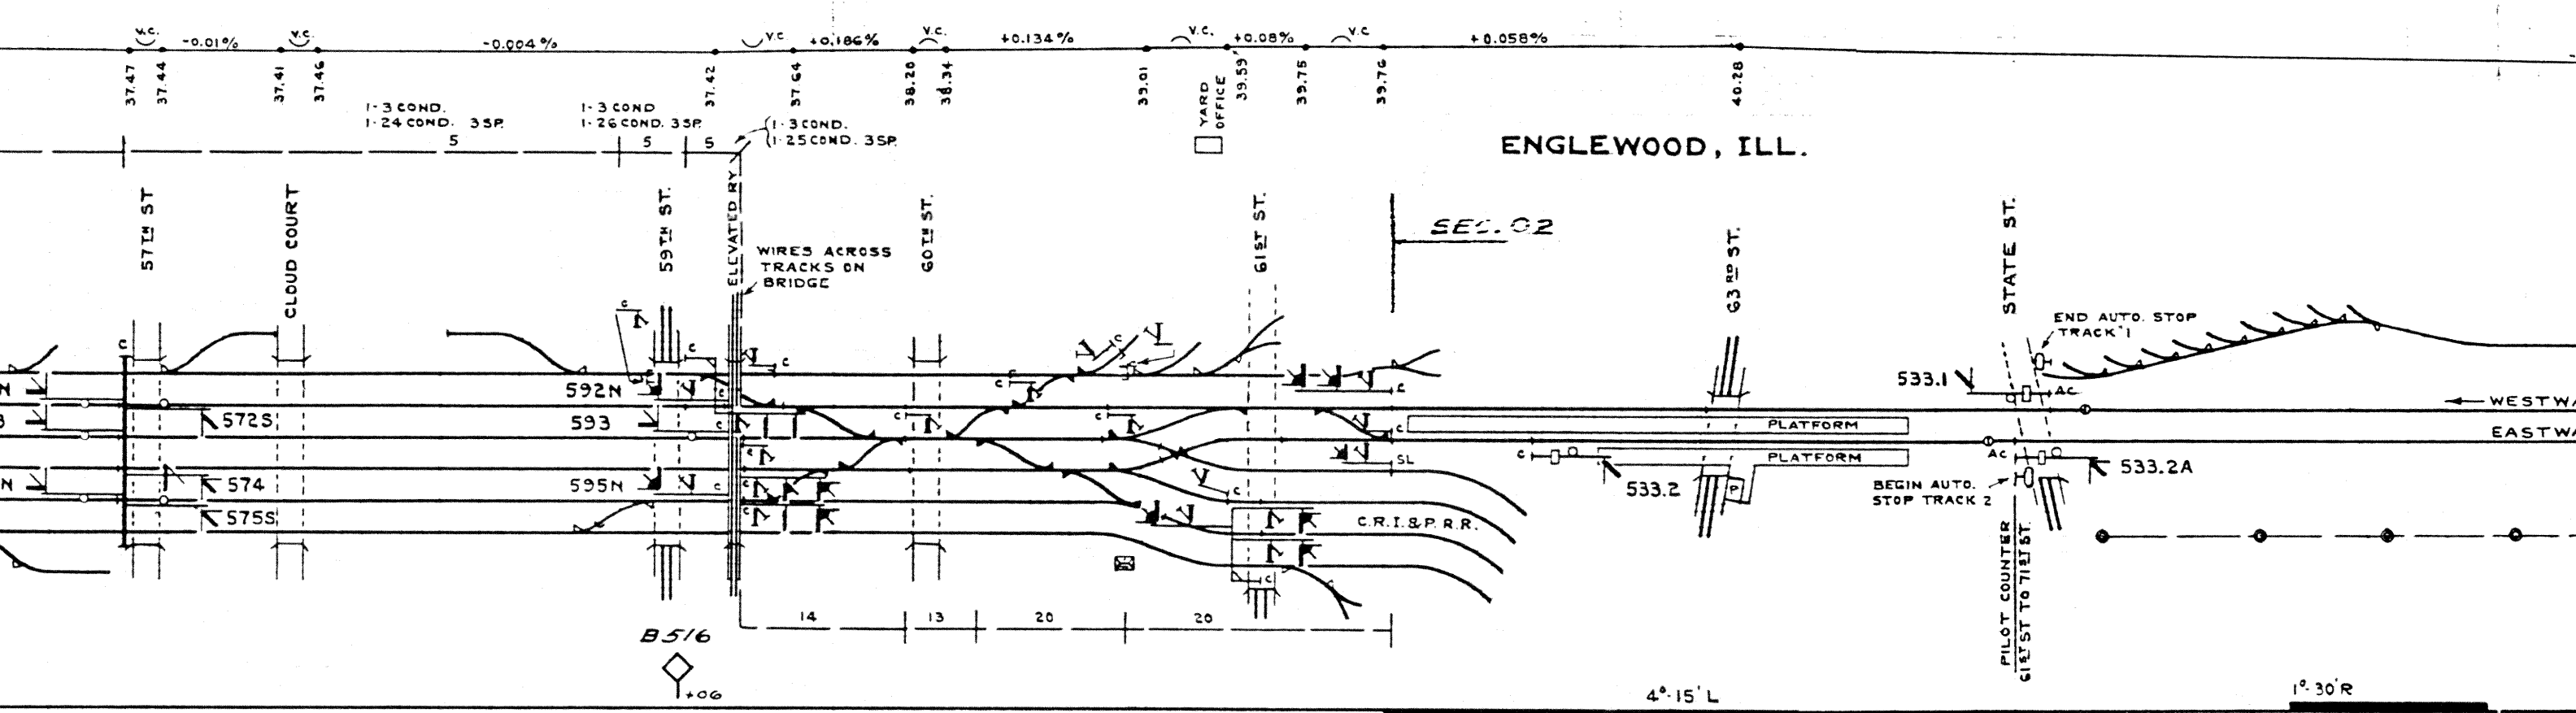 V.C.
-0.01%
V.C.
-0.004%
V.C.
+0.186%
V.C.
+0.134%
V.C.
+0.08%
V.C
+0.058%
37.47
37.44
37.41
37.46
37.42
37.64
38.20
38.34
39.01
39.59
39.75
39.76
40.28
1-3 COND.
1-24 COND. 3SP.
5
1-3 COND
1-26 COND. 3SP.
5
5
1-3 COND.
1-25 COND. 3SP.
YARD
OFFICE
ENGLEWOOD, ILL.
57TH ST
CLOUD COURT
59TH ST.
ELEVATED RY
WIRES ACROSS
TRACKS ON
BRIDGE
60TH ST.
61ST ST.
SEC. 02
63RD ST.
STATE ST.
END AUTO. STOP
TRACK #1
C
N
572S
574
575S
N
592N
593
595N
C
C
C
C
C
C
C
SL
C.R.I. & P. R.R.
PLATFORM
PLATFORM
P
C
533.2
533.1
AC
AC
533.2A
BEGIN AUTO.
STOP TRACK 2
WESTWA
EASTWA
PILOT COUNTER
61ST TO 71ST ST.
14
13
20
20
B516
+06
4°-15' L
1°-30' R